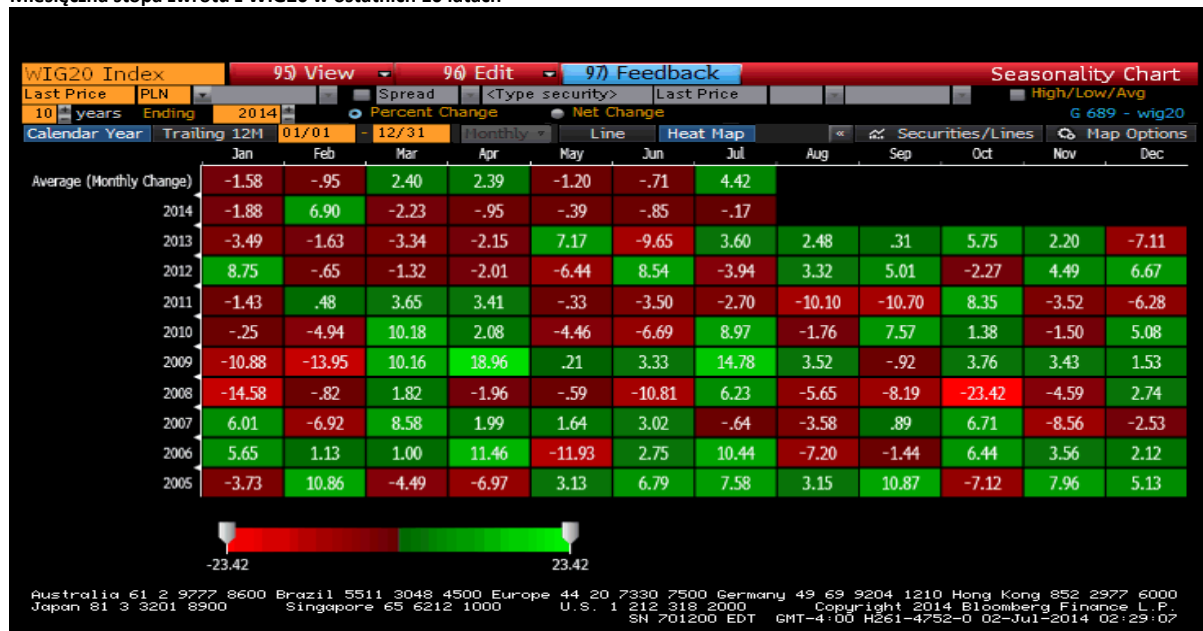 Miesięczna stopa zwrotu z WIG20 w ostatnich 10 latach
WIG20 Index 95) View 96) Edit 97) Feedback Seasonality Chart
Last Price PLN Spread <Type security> Last Price High/Low/Avg
10 years Ending 2014 Percent Change Net Change G 689 - wig20
Calendar Year Trailing 12M 01/01 - 12/31 Monthly Line Heat Map « Securities/Lines Map Options
Jan Feb Mar Apr May Jun Jul Aug Sep Oct Nov Dec
Average (Monthly Change) -1.58 -.95 2.40 2.39 -1.20 -.71 4.42
2014 -1.88 6.90 -2.23 -.95 -.39 -.85 -.17
2013 -3.49 -1.63 -3.34 -2.15 7.17 -9.65 3.60 2.48 .31 5.75 2.20 -7.11
2012 8.75 -.65 -1.32 -2.01 -6.44 8.54 -3.94 3.32 5.01 -2.27 4.49 6.67
2011 -1.43 .48 3.65 3.41 -.33 -3.50 -2.70 -10.10 -10.70 8.35 -3.52 -6.28
2010 -.25 -4.94 10.18 2.08 -4.46 -6.69 8.97 -1.76 7.57 1.38 -1.50 5.08
2009 -10.88 -13.95 10.16 18.96 .21 3.33 14.78 3.52 -.92 3.76 3.43 1.53
2008 -14.58 -.82 1.82 -1.96 -.59 -10.81 6.23 -5.65 -8.19 -23.42 -4.59 2.74
2007 6.01 -6.92 8.58 1.99 1.64 3.02 -.64 -3.58 .89 6.71 -8.56 -2.53
2006 5.65 1.13 1.00 11.46 -11.93 2.75 10.44 -7.20 -1.44 6.44 3.56 2.12
2005 -3.73 10.86 -4.49 -6.97 3.13 6.79 7.58 3.15 10.87 -7.12 7.96 5.13
-23.42 23.42
Australia 61 2 9777 8600 Brazil 5511 3048 4500 Europe 44 20 7330 7500 Germany 49 69 9204 1210 Hong Kong 852 2977 6000
Japan 81 3 3201 8900 Singapore 65 6212 1000 U.S. 1 212 318 2000 Copyright 2014 Bloomberg Finance L.P.
SN 701200 EDT GMT-4:00 H261-4752-0 02-Jul-2014 02:29:07